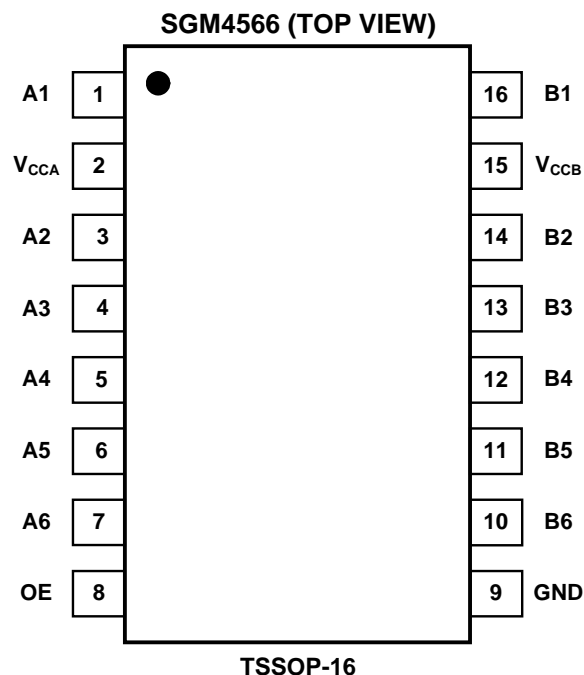 SGM4566 (TOP VIEW)
A1 1 16 B1
VCCA 2 15 VCCB
A2 3 14 B2
A3 4 13 B3
A4 5 12 B4
A5 6 11 B5
A6 7 10 B6
OE 8 9 GND
TSSOP-16